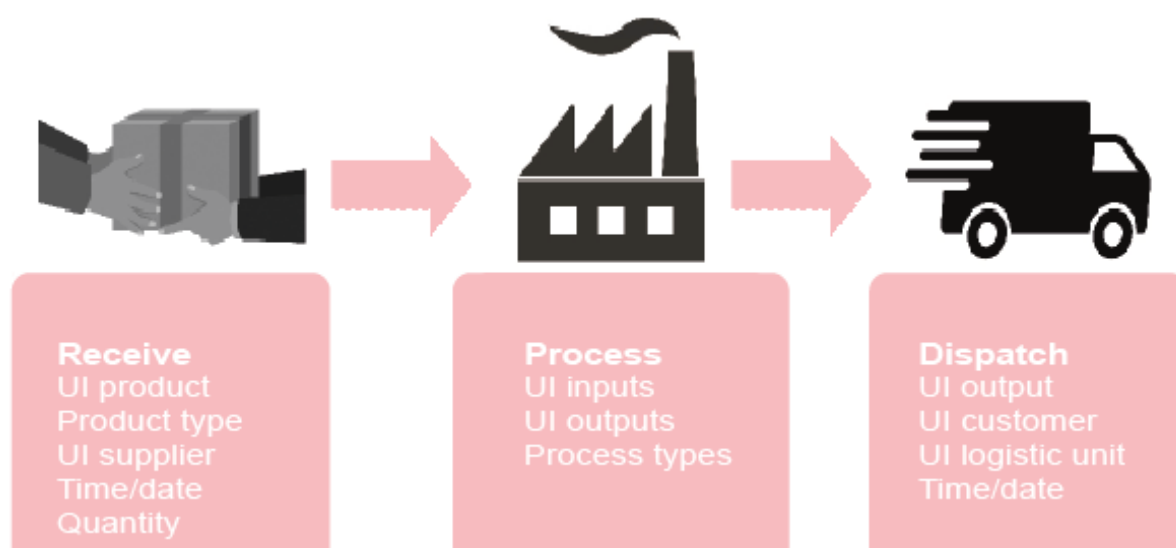 Receive
UI product
Product type
UI supplier
Time/date
Quantity
Process
UI inputs
UI outputs
Process types
Dispatch
UI output
UI customer
UI logistic unit
Time/date